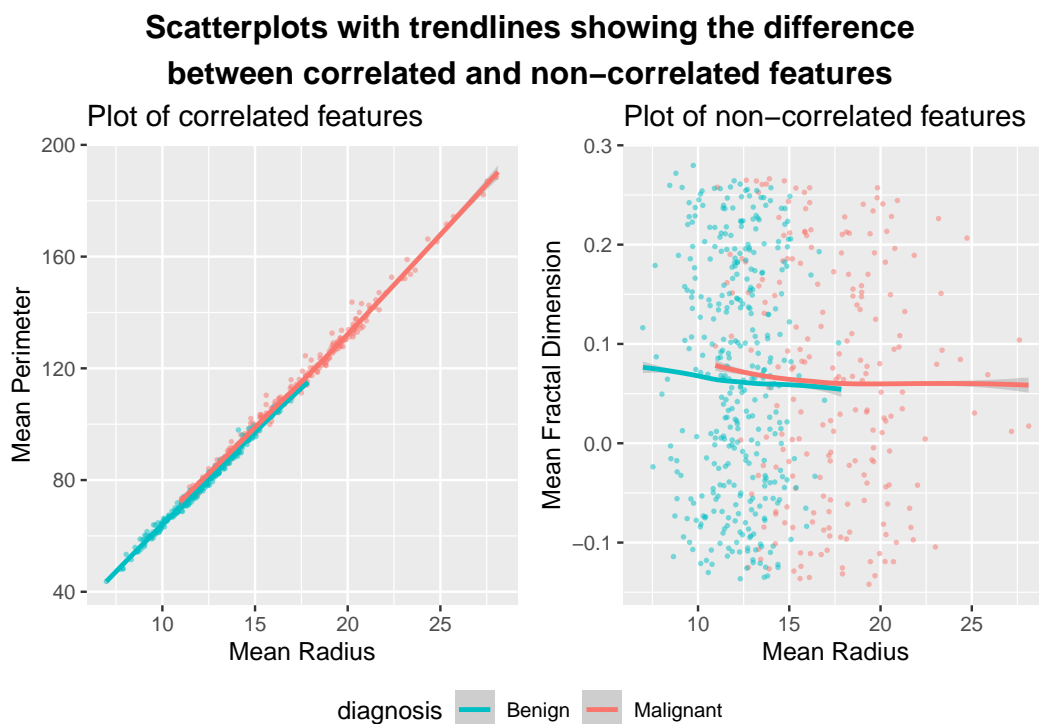 Scatterplots with trendlines showing the difference
between correlated and non−correlated features
Plot of correlated features
200
160
120
80
40
10 15 20 25
Mean Perimeter
Mean Radius
Plot of non−correlated features
0.3
0.2
0.1
0.0
−0.1
10 15 20 25
Mean Fractal Dimension
Mean Radius
diagnosis Benign Malignant